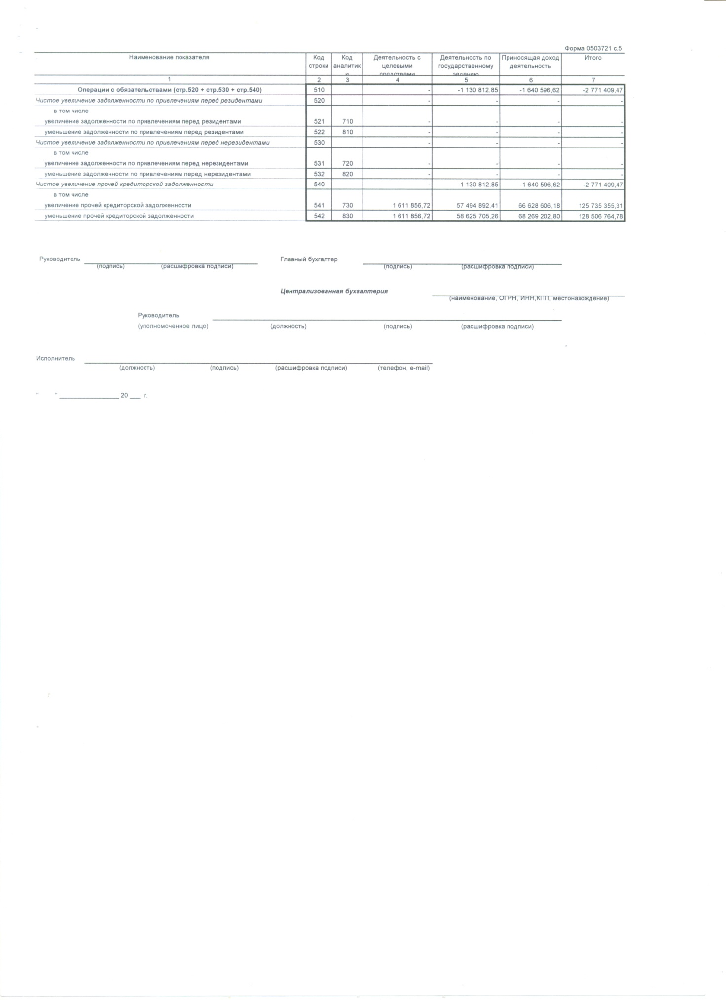 Форма 0503721 с.5
Наименование показателя Код строки Код аналитики Деятельность с целевыми средствами Деятельность по государственному заданию Приносящая доход деятельность Итого
1 2 3 4 5 6 7
Операции с обязательствами (стр.520 + стр.530 + стр.540) 510 - -1 130 812,85 -1 640 596,62 -2 771 409,47
Чистое увеличение задолженности по привлечениям перед резидентами 520 - - - -
в том числе
увеличение задолженности по привлечениям перед резидентами 521 710 - - - -
уменьшение задолженности по привлечениям перед резидентами 522 810 - - - -
Чистое увеличение задолженности по привлечениям перед нерезидентами 530 - - - -
в том числе
увеличение задолженности по привлечениям перед нерезидентами 531 720 - - - -
уменьшение задолженности по привлечениям перед нерезидентами 532 820 - - - -
Чистое увеличение прочей кредиторской задолженности 540 - -1 130 812,85 -1 640 596,62 -2 771 409,47
в том числе
увеличение прочей кредиторской задолженности 541 730 1 611 856,72 57 494 892,41 66 628 606,18 125 735 355,31
уменьшение прочей кредиторской задолженности 542 830 1 611 856,72 58 625 705,26 68 269 202,80 128 506 764,78
Руководитель Главный бухгалтер
(подпись) (расшифровка подписи) (подпись) (расшифровка подписи)
Централизованная бухгалтерия
(наименование, ОГРН, ИНН,КПП, местонахождение)
Руководитель
(уполномоченное лицо) (должность) (подпись) (расшифровка подписи)
Исполнитель
(должность) (подпись) (расшифровка подписи) (телефон, e-mail)
" " _________________ 20 ___ г.